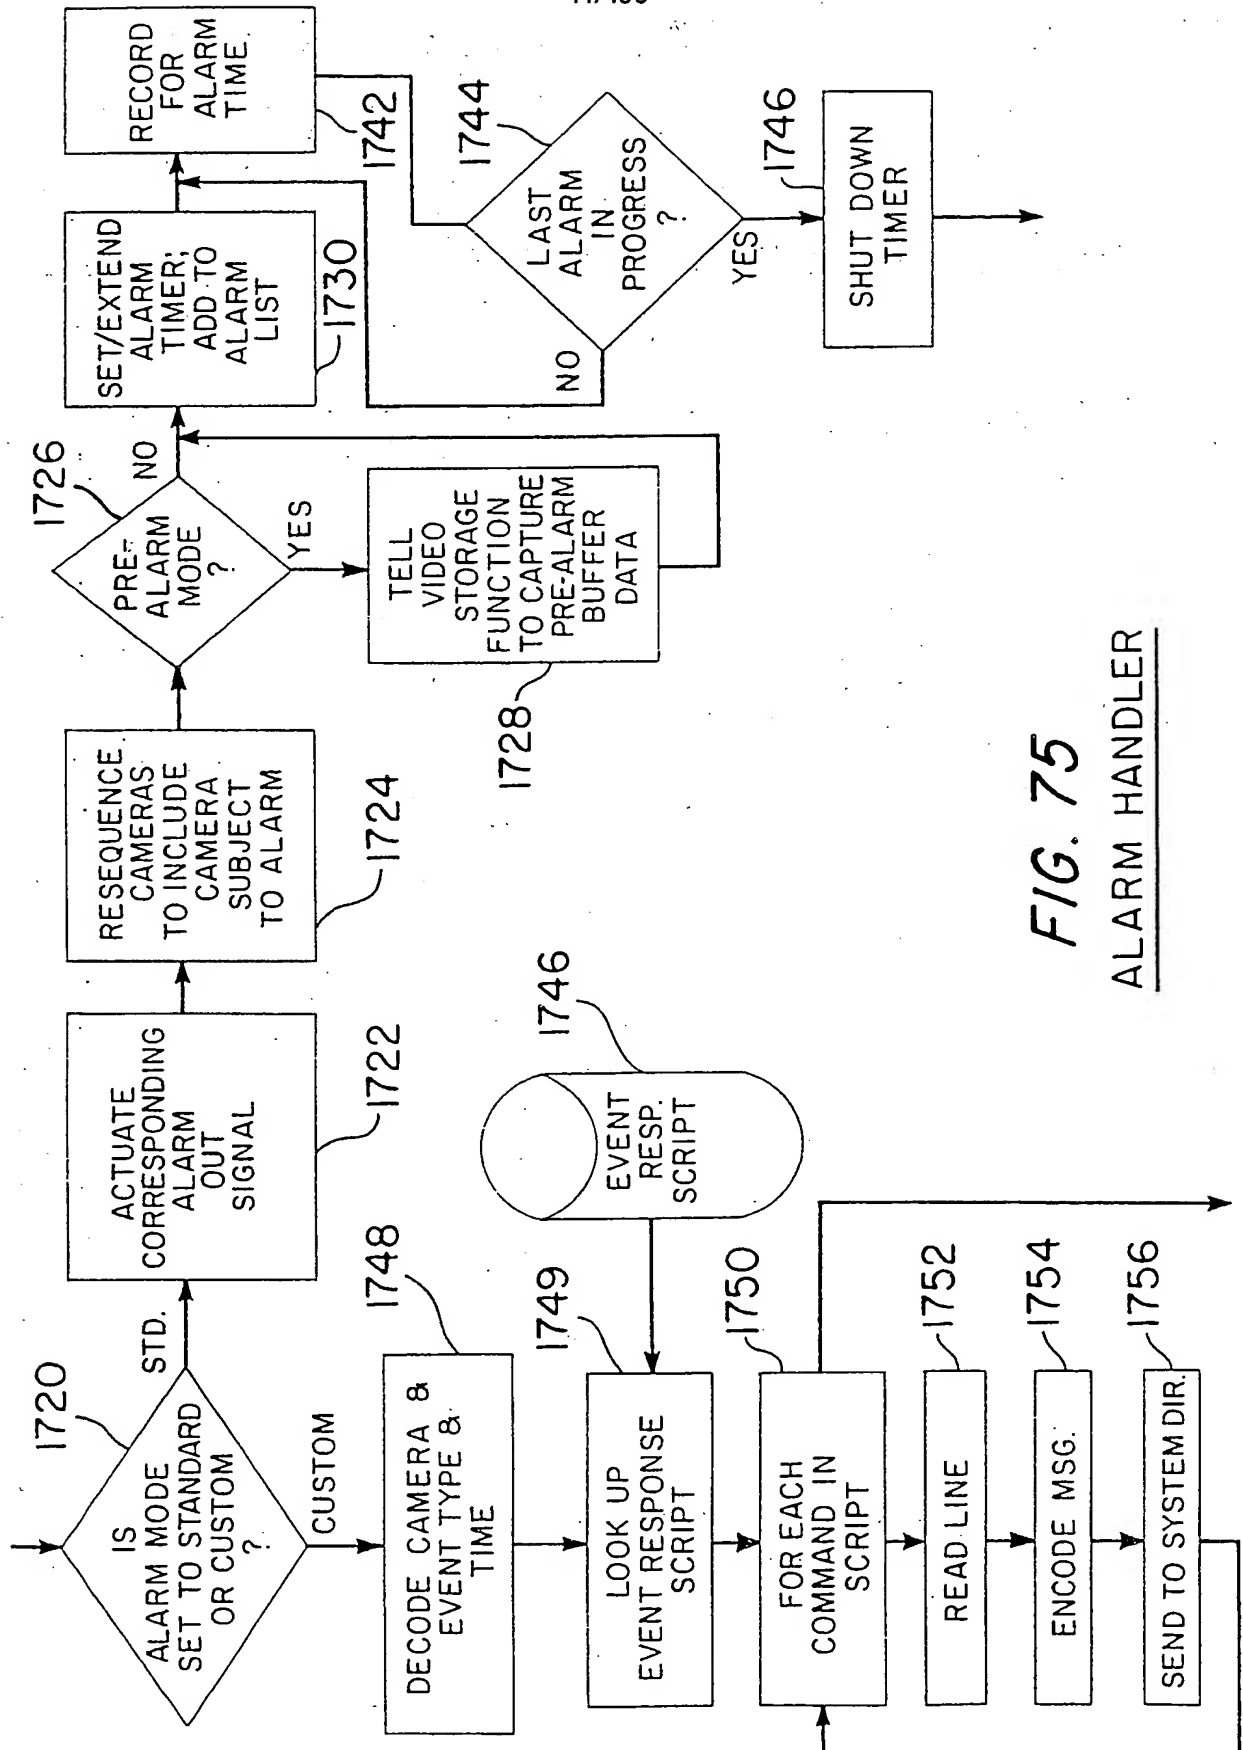 1720
IS
ALARM MODE
SET TO STANDARD
OR CUSTOM
?
STD.
CUSTOM
ACTUATE
CORRESPONDING
ALARM
OUT
SIGNAL
1722
RESEQUENCE
CAMERAS
TO INCLUDE
CAMERA
SUBJECT
TO ALARM
1724
1726
PRE-
ALARM
MODE
?
NO
YES
TELL
VIDEO
STORAGE
FUNCTION
TO CAPTURE
PRE-ALARM
BUFFER
DATA
1728
SET/EXTEND
ALARM
TIMER;
ADD TO
ALARM
LIST
1730
RECORD
FOR
ALARM
TIME.
1742
1744
LAST
ALARM
IN
PROGRESS
?
NO
YES
1746
SHUT DOWN
TIMER
1748
DECODE CAMERA &
EVENT TYPE &
TIME
1749
LOOK UP
EVENT RESPONSE
SCRIPT
1746
EVENT
RESP.
SCRIPT
1750
FOR EACH
COMMAND IN
SCRIPT
1752
READ LINE
1754
ENCODE MSG.
1756
SEND TO SYSTEM DIR.
FIG. 75
ALARM HANDLER